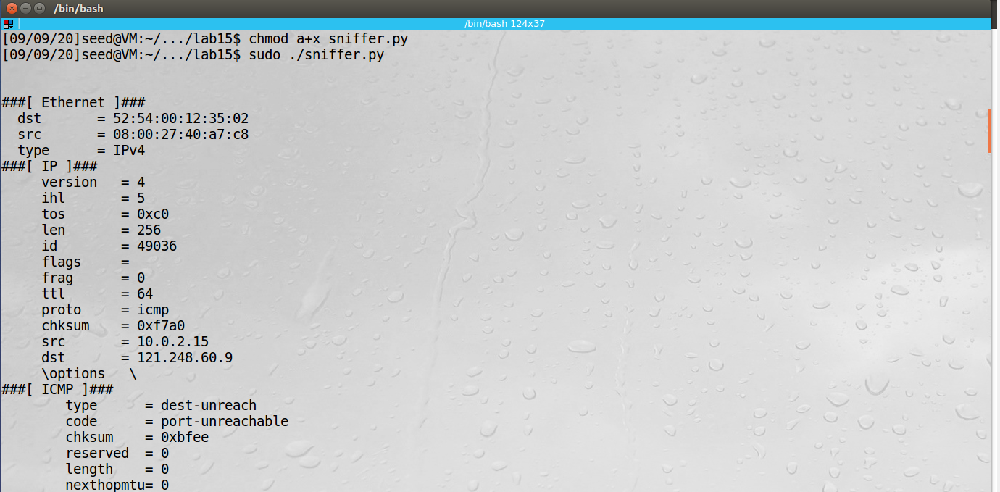 /bin/bash
/bin/bash 124x37
[09/09/20]seed@VM:~/.../lab15$ chmod a+x sniffer.py
[09/09/20]seed@VM:~/.../lab15$ sudo ./sniffer.py
###[ Ethernet ]###
  dst       = 52:54:00:12:35:02
  src       = 08:00:27:40:a7:c8
  type      = IPv4
###[ IP ]###
     version   = 4
     ihl       = 5
     tos       = 0xc0
     len       = 256
     id        = 49036
     flags     =
     frag      = 0
     ttl       = 64
     proto     = icmp
     chksum    = 0xf7a0
     src       = 10.0.2.15
     dst       = 121.248.60.9
     \options   \
###[ ICMP ]###
        type      = dest-unreach
        code      = port-unreachable
        chksum    = 0xbfee
        reserved  = 0
        length    = 0
        nexthopmtu= 0